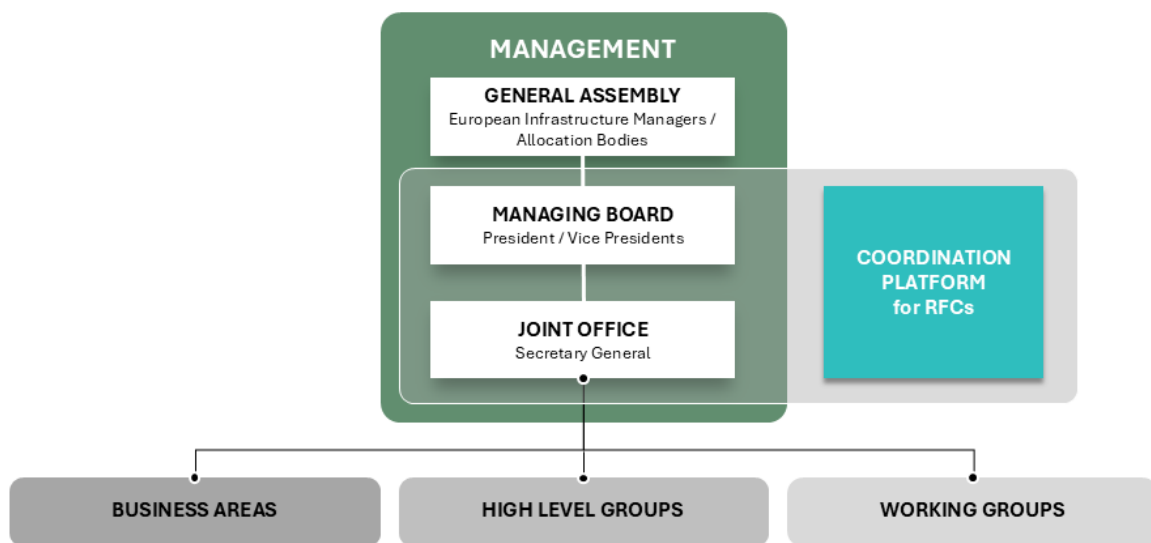 MANAGEMENT
GENERAL ASSEMBLY
European Infrastructure Managers /
Allocation Bodies
MANAGING BOARD
President / Vice Presidents
COORDINATION
PLATFORM
for RFCs
JOINT OFFICE
Secretary General
BUSINESS AREAS
HIGH LEVEL GROUPS
WORKING GROUPS